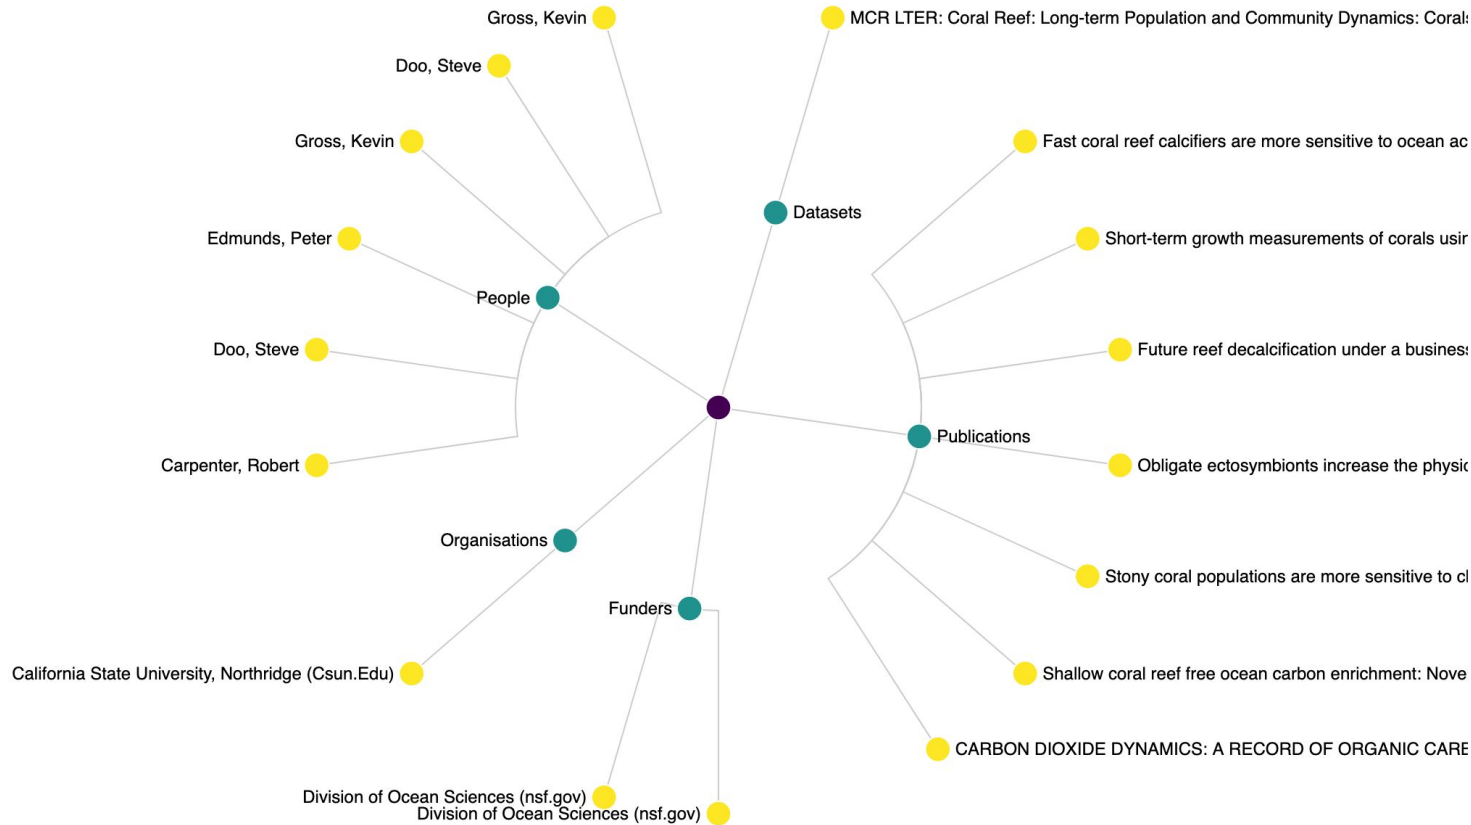 Gross, Kevin
MCR LTER: Coral Reef: Long-term Population and Community Dynamics: Corals
Doo, Steve
Gross, Kevin
Fast coral reef calcifiers are more sensitive to ocean ac
Edmunds, Peter
Short-term growth measurements of corals usin
Datasets
People
Doo, Steve
Future reef decalcification under a business
Publications
Carpenter, Robert
Obligate ectosymbionts increase the physic
Organisations
Stony coral populations are more sensitive to cl
Funders
California State University, Northridge (Csun.Edu)
Shallow coral reef free ocean carbon enrichment: Nove
CARBON DIOXIDE DYNAMICS: A RECORD OF ORGANIC CARB
Division of Ocean Sciences (nsf.gov)
Division of Ocean Sciences (nsf.gov)